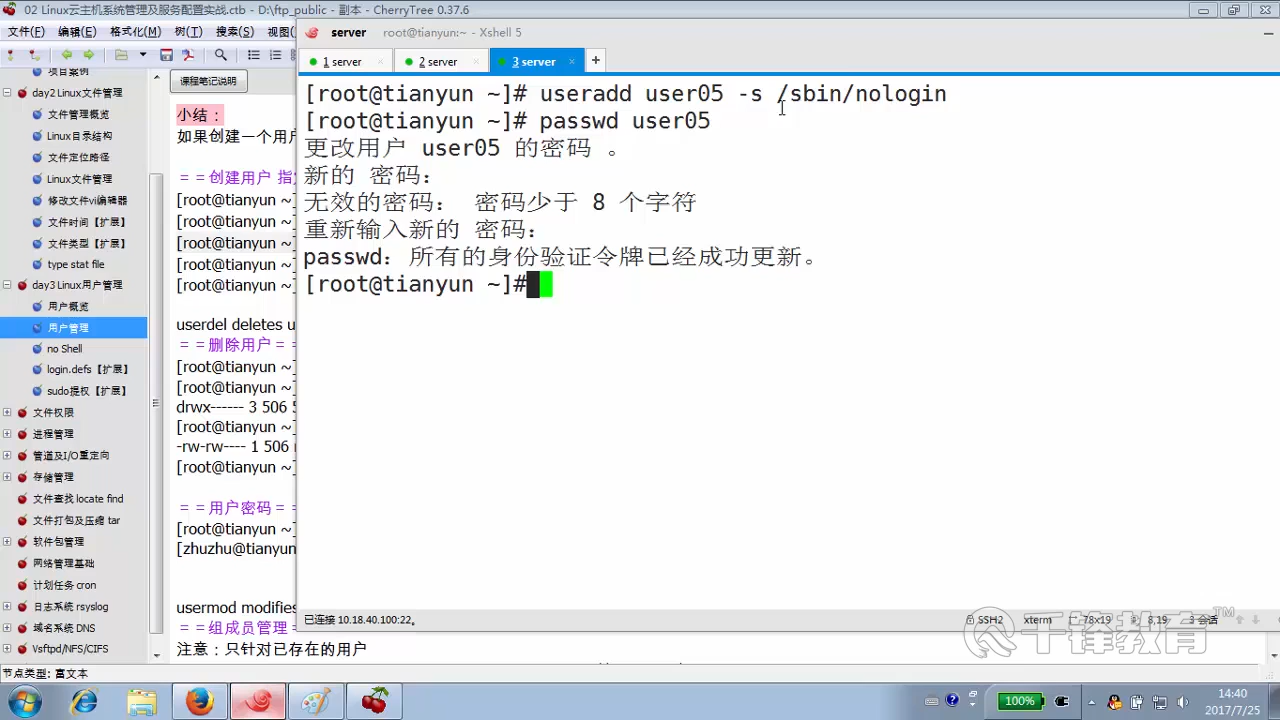 02 Linux云主机系统管理及服务配置实战.ctb - D:\ftp_public - 副本 - CherryTree 0.37.6
文件(F) 编辑(E) 格式化(M) 树(T) 搜索(S) 视图(
server root@tianyun:~ - Xshell 5
1 server × 2 server × 3 server × +
项目案例
day2 Linux文件管理
文件管理概览
Linux目录结构
文件定位路径
Linux文件管理
修改文件vi编辑器
文件时间【扩展】
文件类型【扩展】
type stat file
day3 Linux用户管理
用户概览
用户管理
no Shell
login.defs【扩展】
sudo提权【扩展】
文件权限
进程管理
管道及I/O重定向
存储管理
文件查找 locate find
文件打包及压缩 tar
软件包管理
网络管理基础
计划任务 cron
日志系统 rsyslog
域名系统 DNS
Vsftpd/NFS/CIFS
课程笔记说明
小结：
如果创建一个用户
==创建用户 指
[root@tianyun ~]
[root@tianyun ~]
[root@tianyun ~]
[root@tianyun ~]
[root@tianyun ~]
userdel deletes u
==删除用户==
[root@tianyun ~]
[root@tianyun ~]
drwx------ 3 506 5
[root@tianyun ~]
-rw-rw---- 1 506
[root@tianyun ~]
==用户密码==
[root@tianyun ~]
[zhuzhu@tianyun
usermod modifies
==组成员管理=
注意：只针对已存在的用户
[root@tianyun ~]# useradd user05 -s /sbin/nologin
[root@tianyun ~]# passwd user05
更改用户 user05 的密码 。
新的 密码：
无效的密码： 密码少于 8 个字符
重新输入新的 密码：
passwd：所有的身份验证令牌已经成功更新。
[root@tianyun ~]#
已连接 10.18.40.100:22。 SSH2 xterm 78x19 8,19 3 会话
千锋教育™
节点类型: 富文本
100%
14:40
2017/7/25